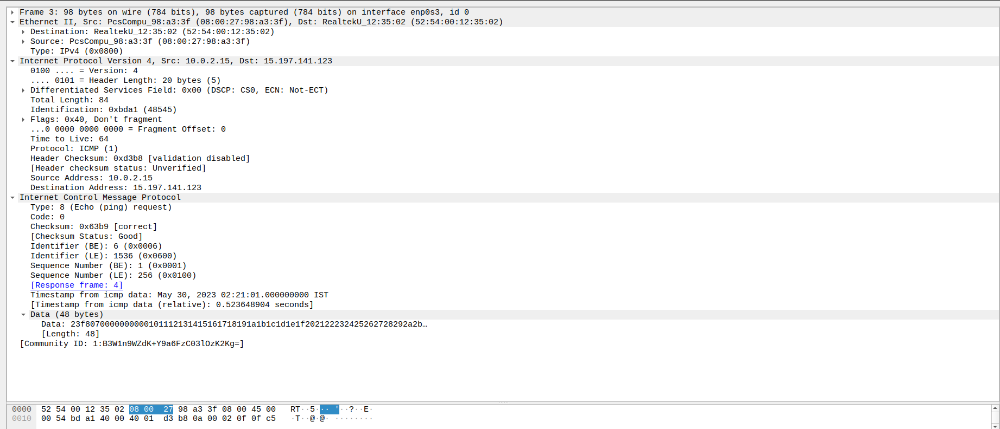 Frame 3: 98 bytes on wire (784 bits), 98 bytes captured (784 bits) on interface enp0s3, id 0
Ethernet II, Src: PcsCompu_98:a3:3f (08:00:27:98:a3:3f), Dst: RealtekU_12:35:02 (52:54:00:12:35:02)
Destination: RealtekU_12:35:02 (52:54:00:12:35:02)
Source: PcsCompu_98:a3:3f (08:00:27:98:a3:3f)
Type: IPv4 (0x0800)
Internet Protocol Version 4, Src: 10.0.2.15, Dst: 15.197.141.123
0100 .... = Version: 4
.... 0101 = Header Length: 20 bytes (5)
Differentiated Services Field: 0x00 (DSCP: CS0, ECN: Not-ECT)
Total Length: 84
Identification: 0xbda1 (48545)
Flags: 0x40, Don't fragment
...0 0000 0000 0000 = Fragment Offset: 0
Time to Live: 64
Protocol: ICMP (1)
Header Checksum: 0xd3b8 [validation disabled]
[Header checksum status: Unverified]
Source Address: 10.0.2.15
Destination Address: 15.197.141.123
Internet Control Message Protocol
Type: 8 (Echo (ping) request)
Code: 0
Checksum: 0x63b9 [correct]
[Checksum Status: Good]
Identifier (BE): 6 (0x0006)
Identifier (LE): 1536 (0x0600)
Sequence Number (BE): 1 (0x0001)
Sequence Number (LE): 256 (0x0100)
[Response frame: 4]
Timestamp from icmp data: May 30, 2023 02:21:01.000000000 IST
[Timestamp from icmp data (relative): 0.523648904 seconds]
Data (48 bytes)
Data: 23f8070000000000101112131415161718191a1b1c1d1e1f202122232425262728292a2b…
[Length: 48]
[Community ID: 1:B3W1n9WZdK+Y9a6FzC03lOzK2Kg=]
0000 52 54 00 12 35 02 08 00 27 98 a3 3f 08 00 45 00 RT··5··· '··?··E·
0010 00 54 bd a1 40 00 40 01 d3 b8 0a 00 02 0f 0f c5 ·T··@·@· ········